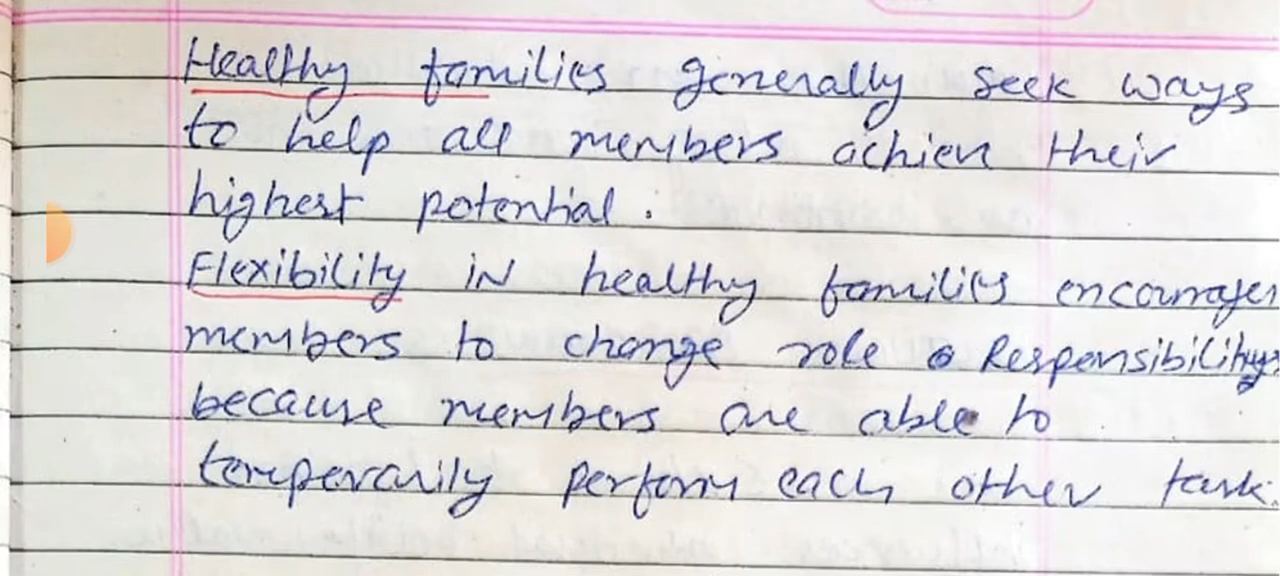 Healthy families generally seek ways
to help all members achieve their
highest potential.
Flexibility in healthy families encourages
members to change role & Responsibility
because members are able to
temperarily perform each other task.